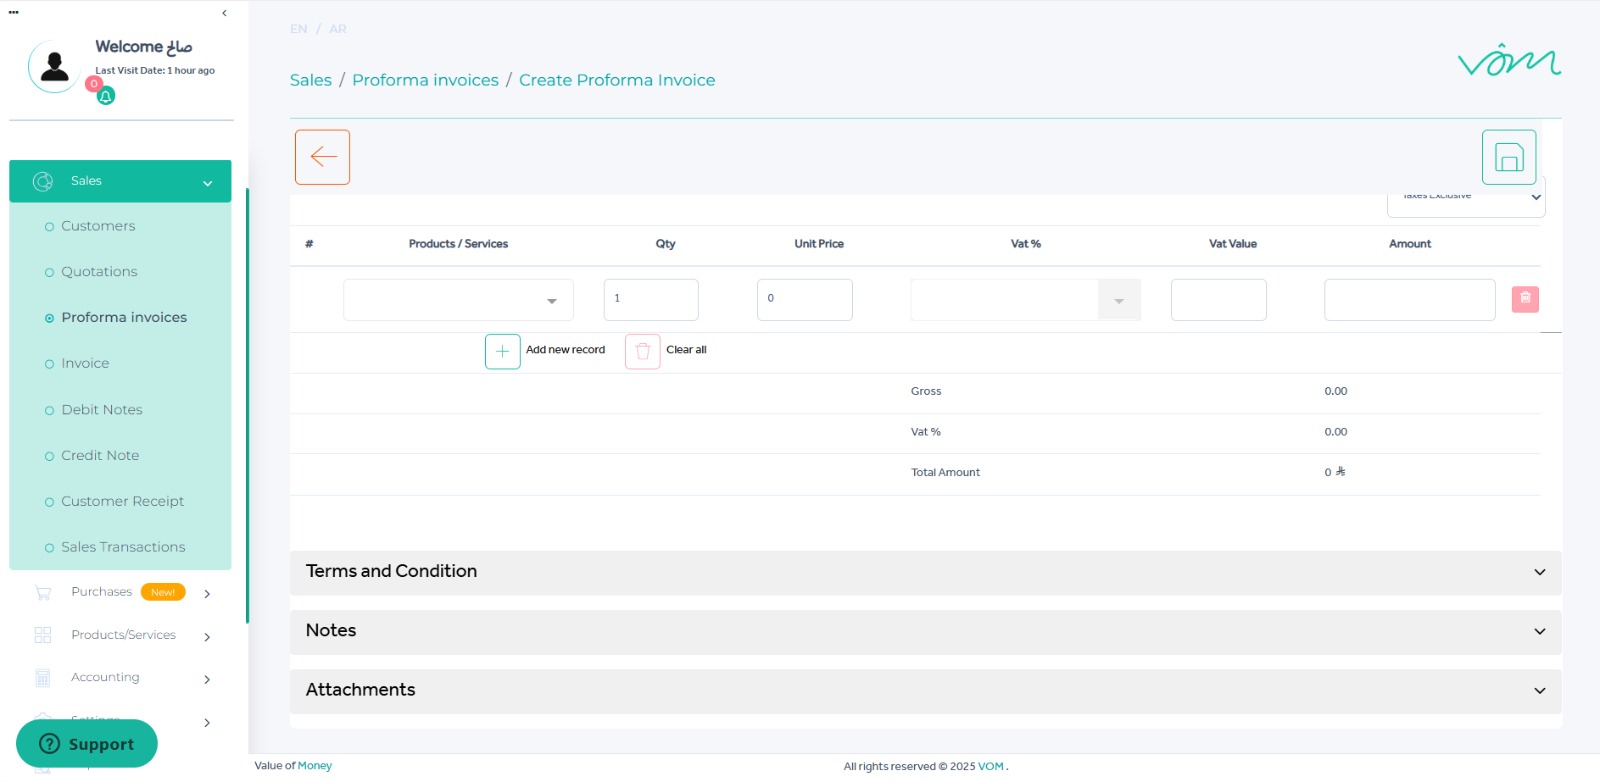 Welcome صالح
Last Visit Date: 1 hour ago
0
Sales
Customers
Quotations
Proforma invoices
Invoice
Debit Notes
Credit Note
Customer Receipt
Sales Transactions
Purchases New!
Products/Services
Accounting
Settings
Support
EN / AR
vôm
Sales / Proforma invoices / Create Proforma Invoice
Taxes Exclusive
# Products / Services Qty Unit Price Vat % Vat Value Amount
1 0
Add new record Clear all
Gross 0.00
Vat % 0.00
Total Amount 0
Terms and Condition
Notes
Attachments
Value of Money All rights reserved © 2025 VOM .